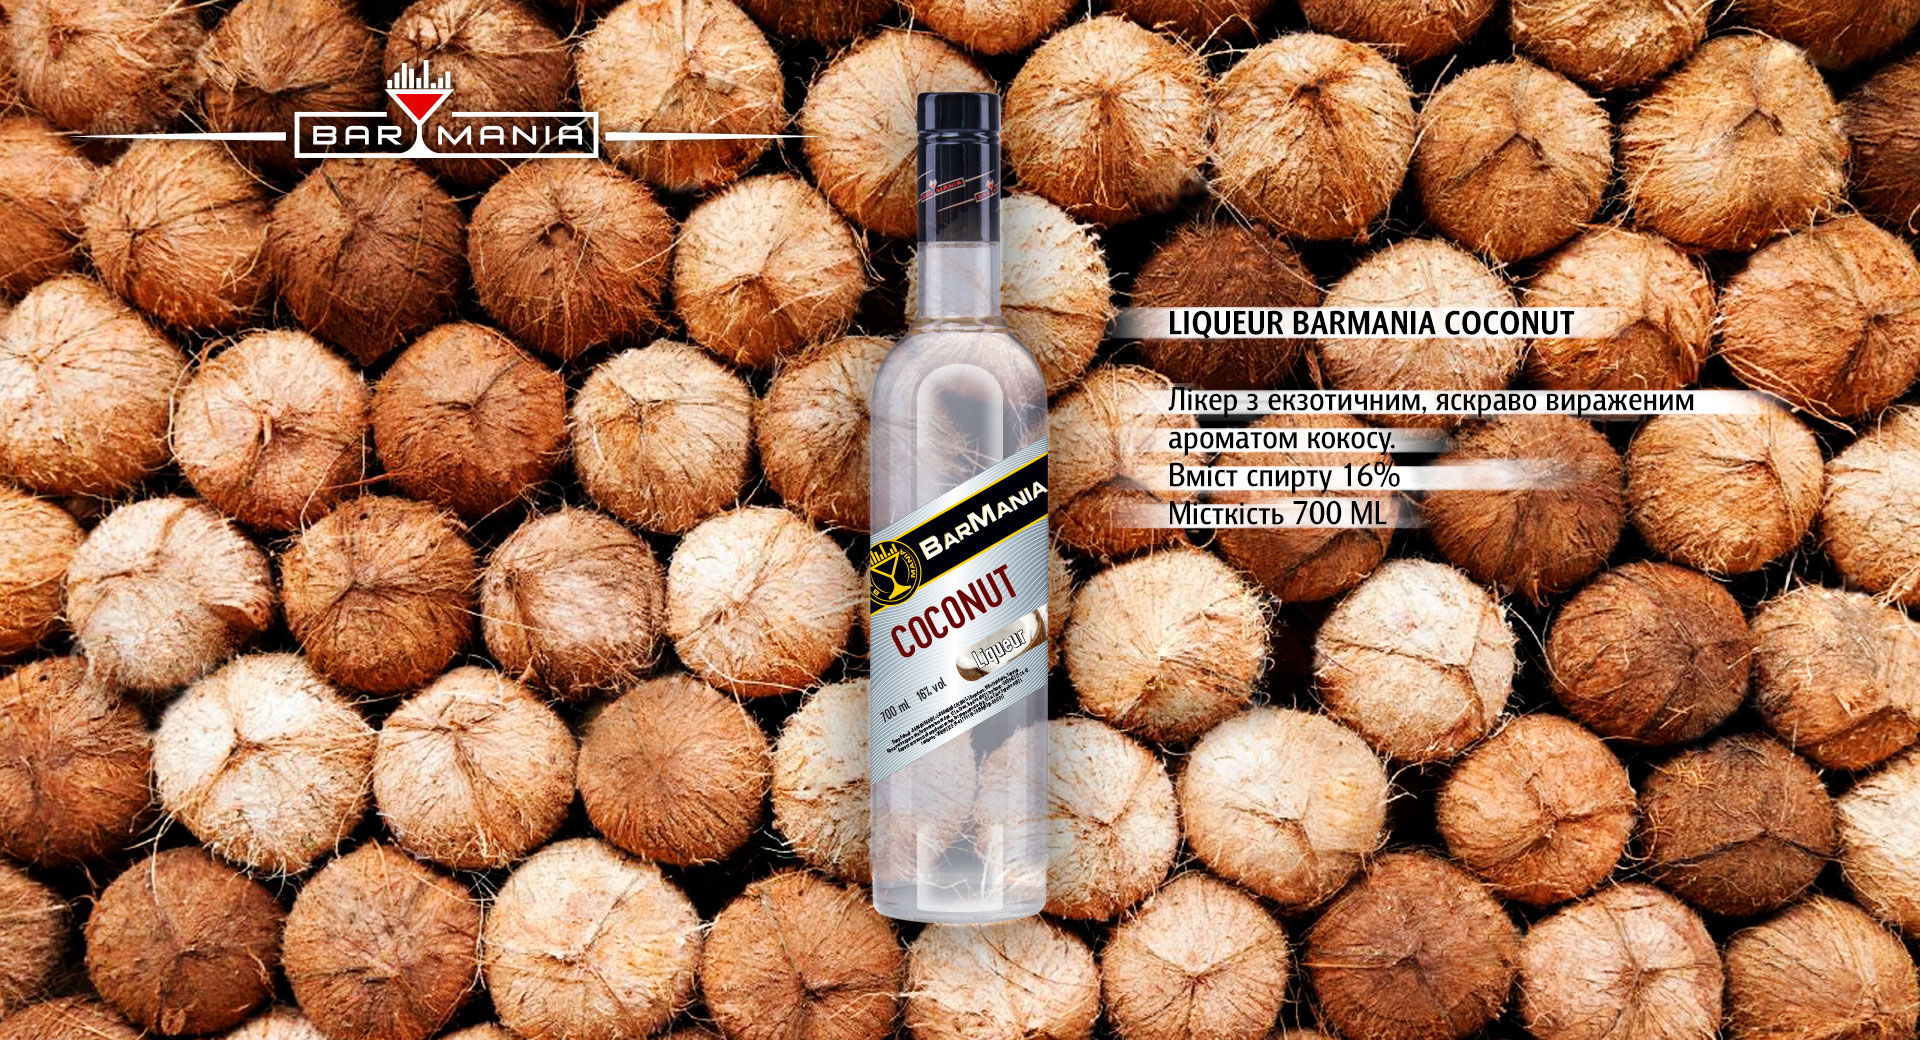 BAR MANIA
LIQUEUR BARMANIA COCONUT
Лікер з екзотичним, яскраво вираженим
ароматом кокосу.
Вміст спирту 16%
Місткість 700 ML
BARMANIA
COCONUT
Liqueur
700 ml 16% vol